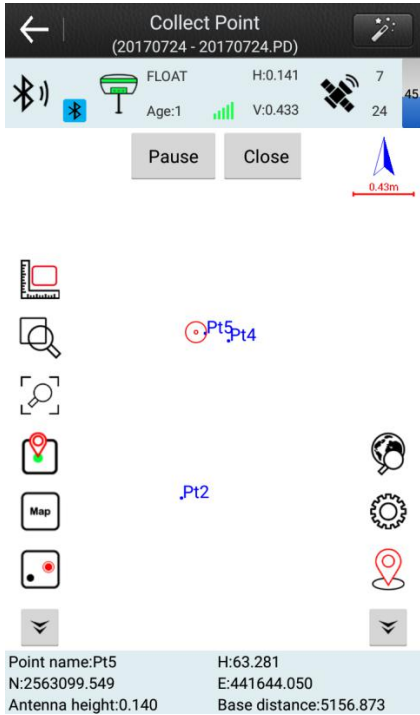 Collect Point
(20170724 - 20170724.PD)
FLOAT H:0.141 7
Age:1 V:0.433 24
45
Pause Close
0.43m
Pt5
Pt4
Map
Pt2
Point name:Pt5 H:63.281
N:2563099.549 E:441644.050
Antenna height:0.140 Base distance:5156.873